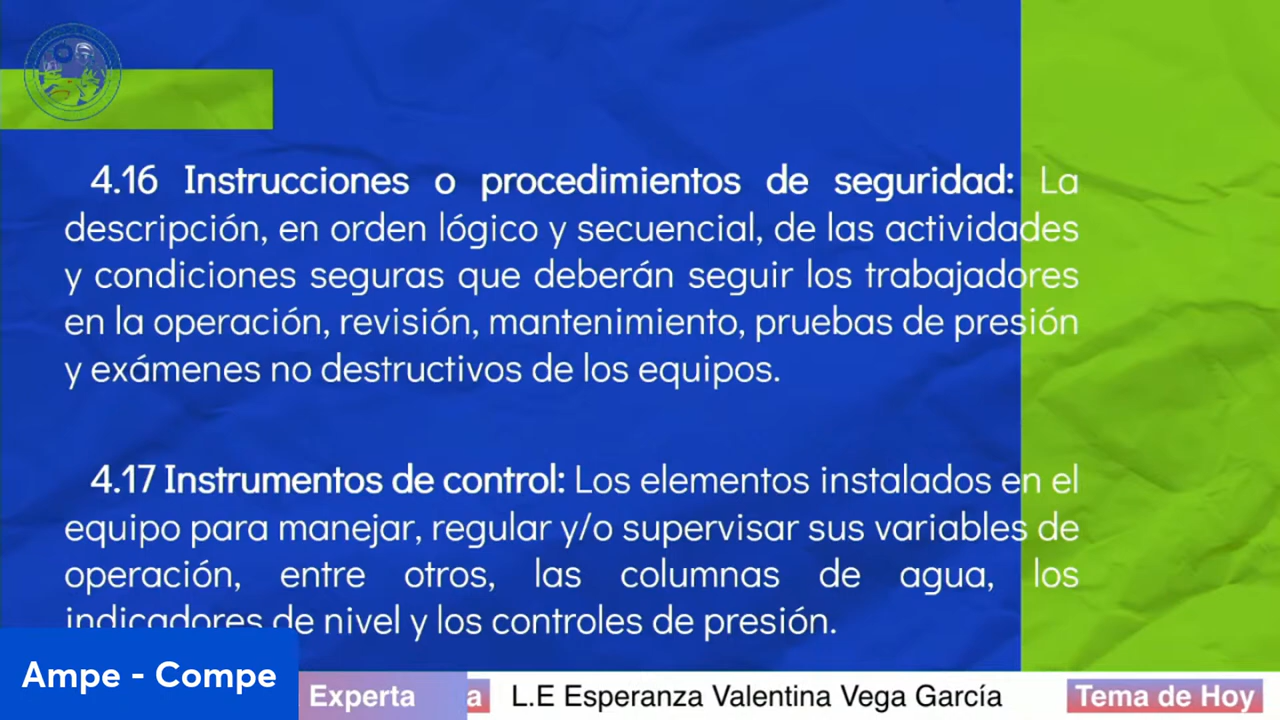 4.16 Instrucciones o procedimientos de seguridad: La
descripción, en orden lógico y secuencial, de las actividades
y condiciones seguras que deberán seguir los trabajadores
en la operación, revisión, mantenimiento, pruebas de presión
y exámenes no destructivos de los equipos.
4.17 Instrumentos de control: Los elementos instalados en el
equipo para manejar, regular y/o supervisar sus variables de
operación, entre otros, las columnas de agua, los
indicadores de nivel y los controles de presión.
Ampe - Compe
Experta a L.E Esperanza Valentina Vega García Tema de Hoy